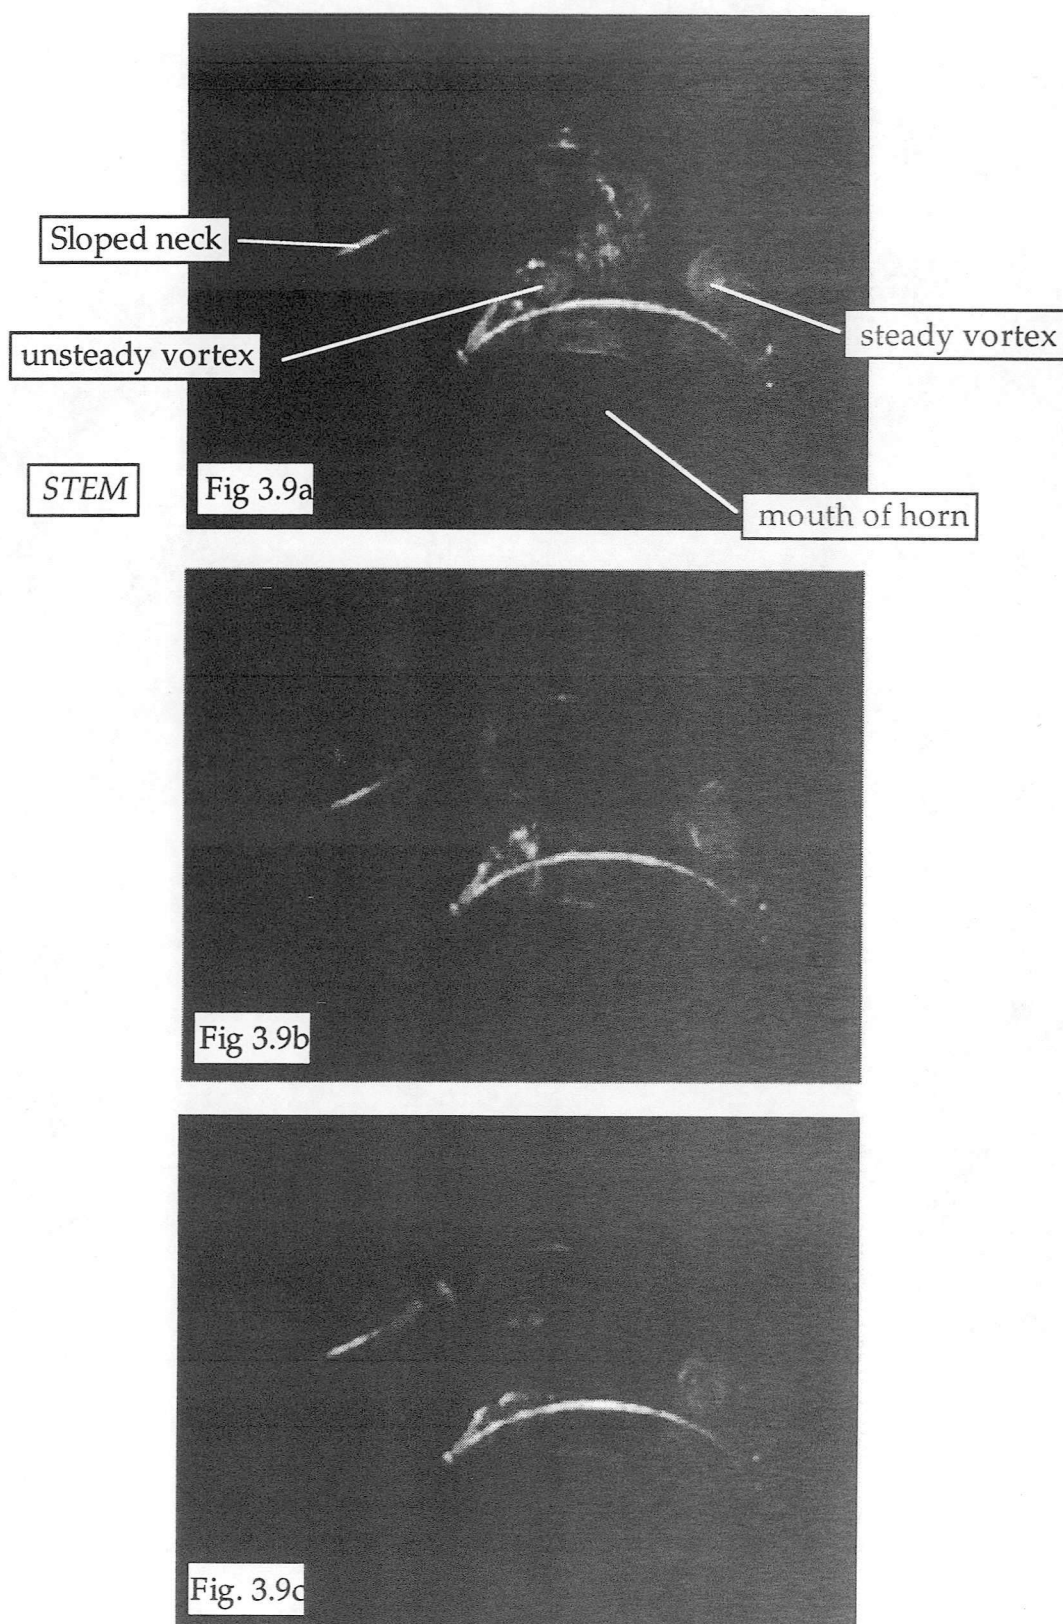 Sloped neck
unsteady vortex
steady vortex
STEM
Fig 3.9a
mouth of horn
Fig 3.9b
Fig. 3.9c